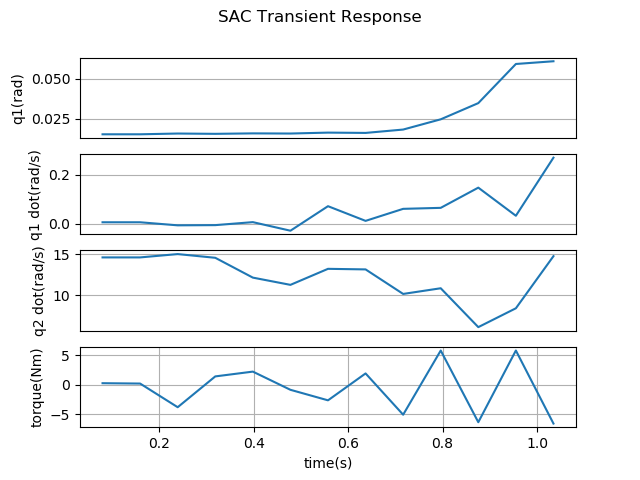 SAC Transient Response
q1(rad)
0.050
0.025
q1 dot(rad/s)
0.2
0.0
q2 dot(rad/s)
15
10
torque(Nm)
5
0
−5
0.2 0.4 0.6 0.8 1.0
time(s)